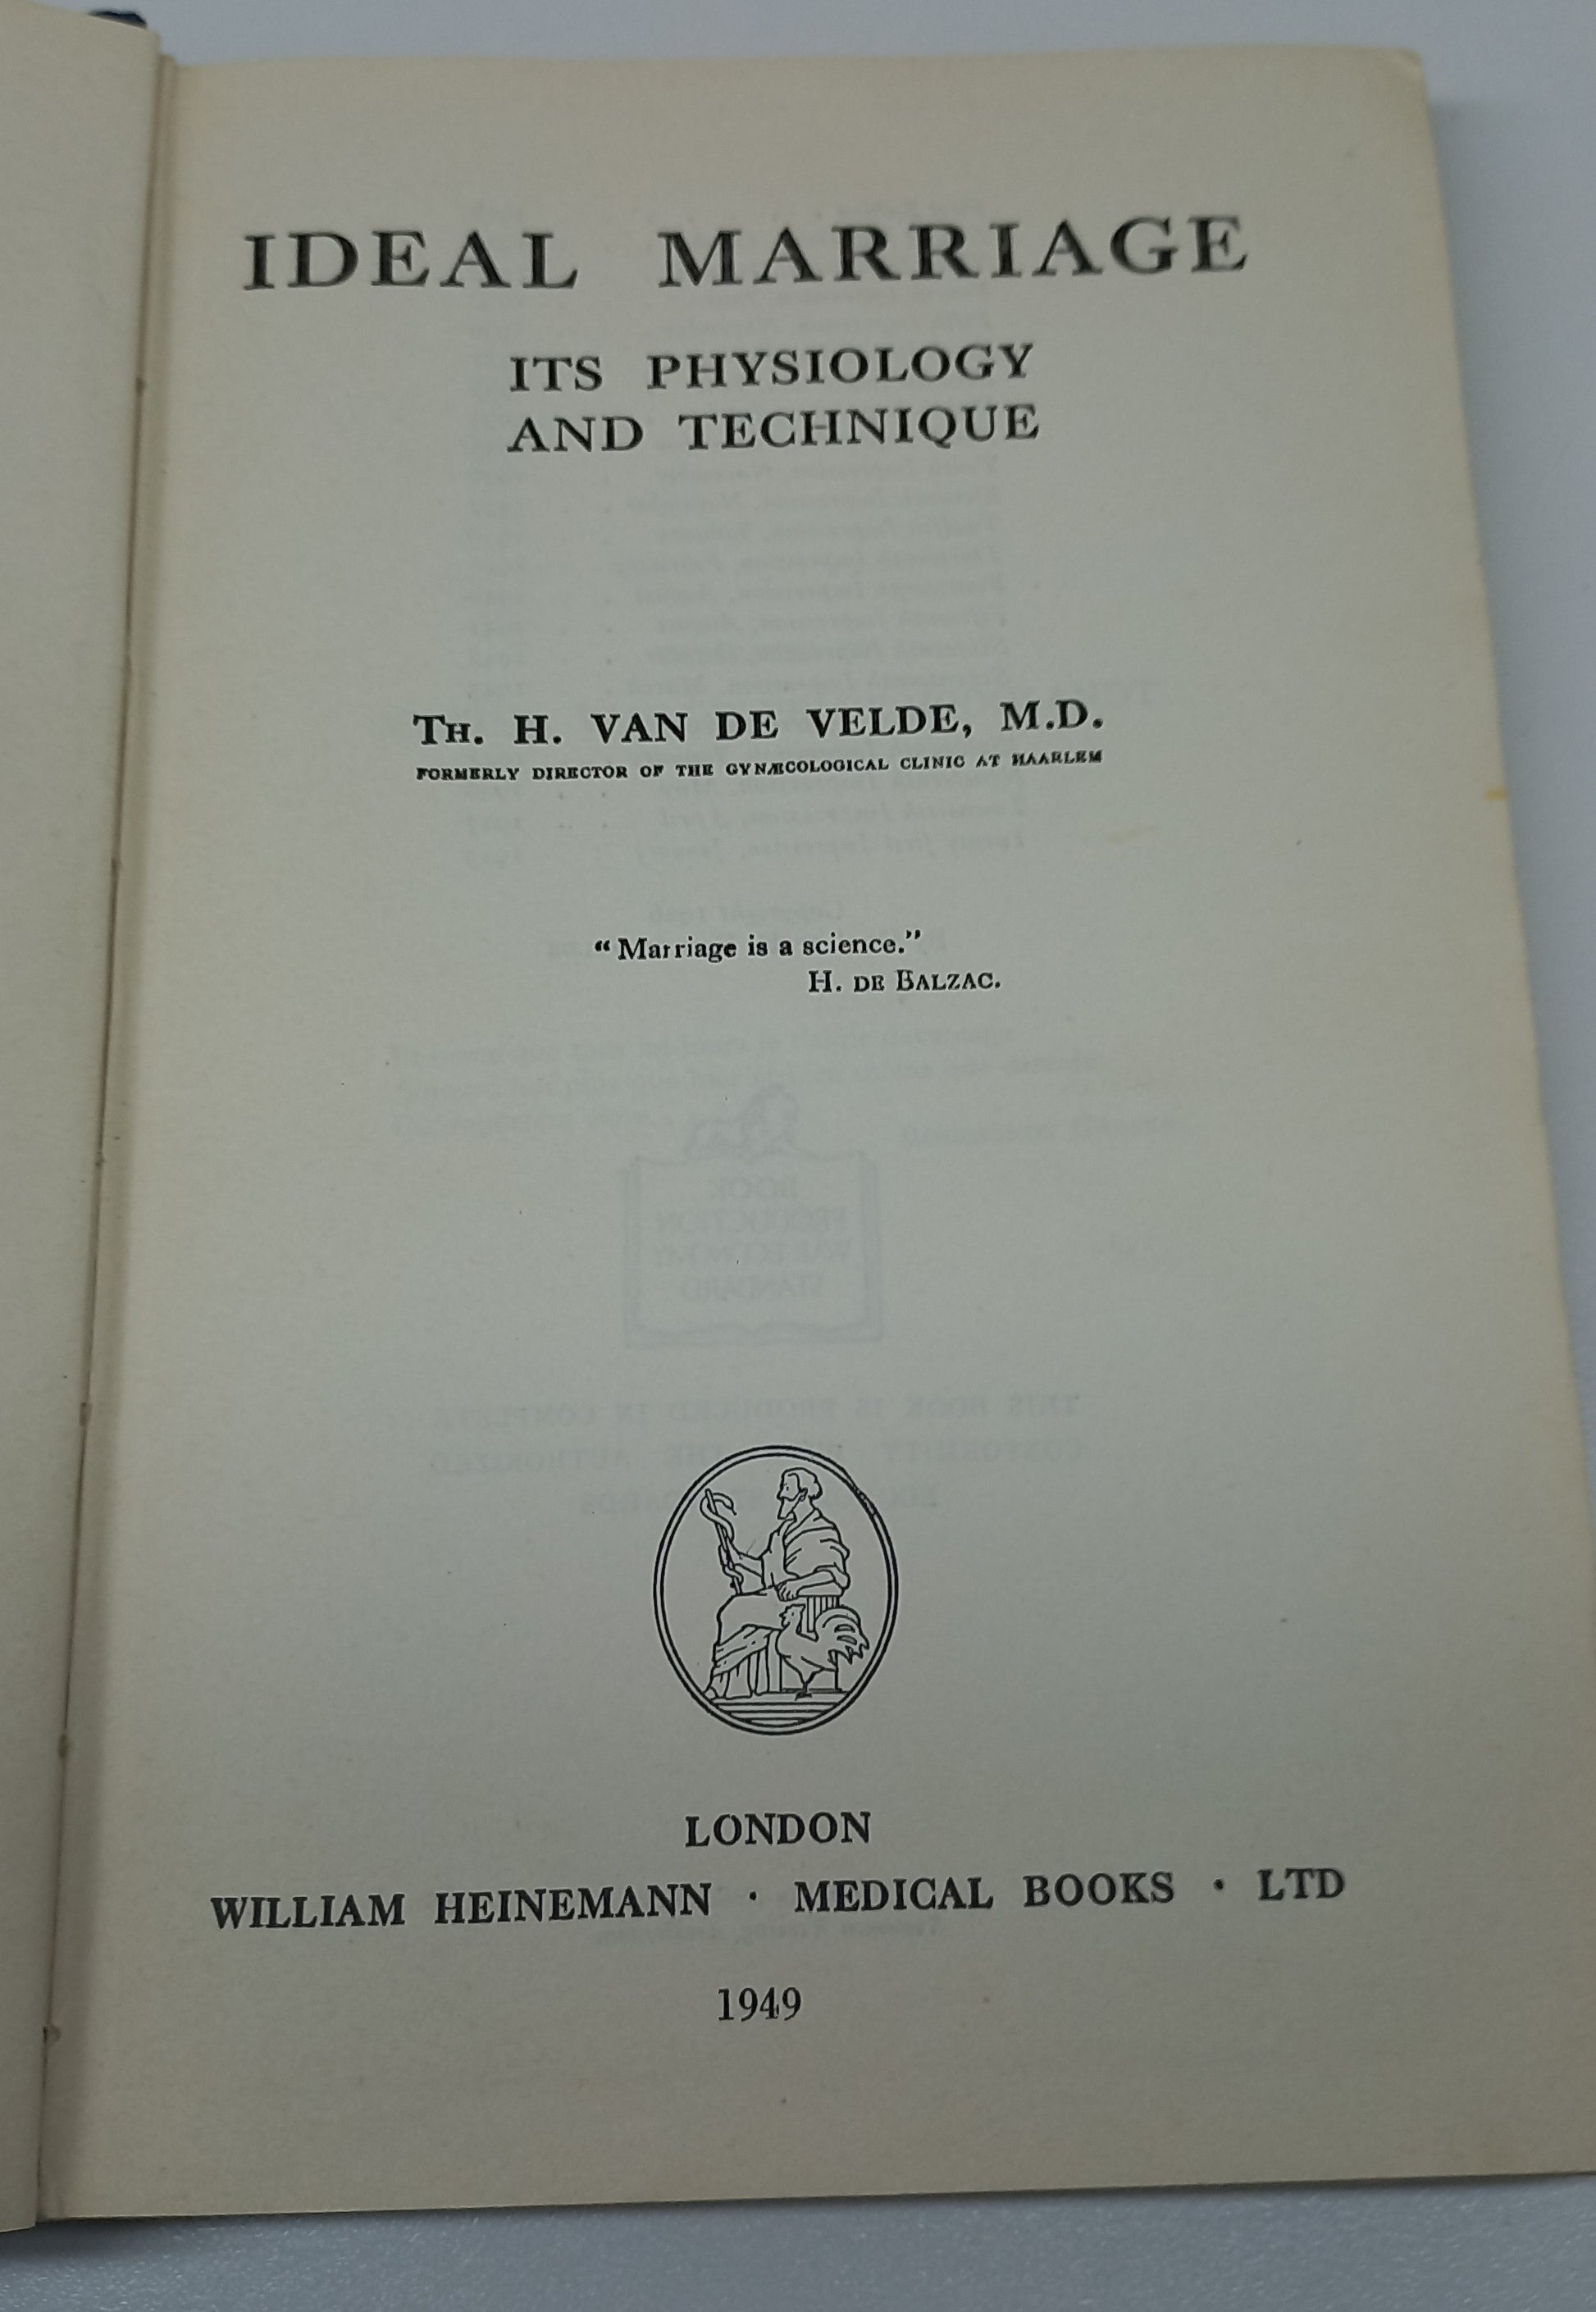 IDEAL MARRIAGE
ITS PHYSIOLOGY
AND TECHNIQUE
TH. H. VAN DE VELDE, M.D.
FORMERLY DIRECTOR OF THE GYNÆCOLOGICAL CLINIC AT HAARLEM
“Marriage is a science.”
H. DE BALZAC.
LONDON
WILLIAM HEINEMANN · MEDICAL BOOKS · LTD
1949